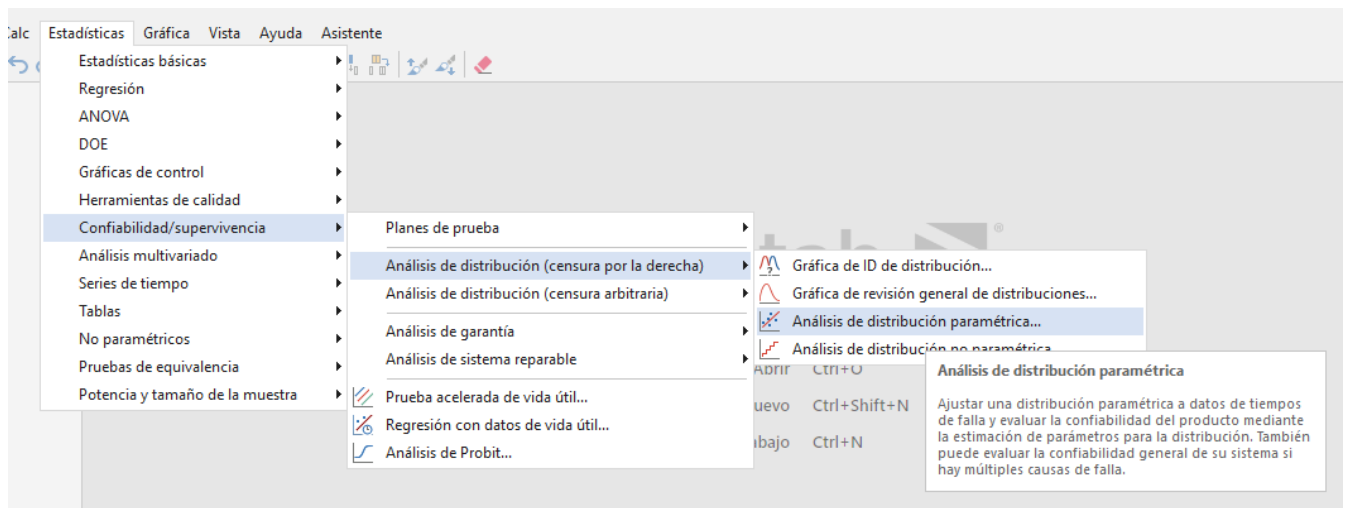 Calc Estadísticas Gráfica Vista Ayuda Asistente
Estadísticas básicas
Regresión
ANOVA
DOE
Gráficas de control
Herramientas de calidad
Confiabilidad/supervivencia
Análisis multivariado
Series de tiempo
Tablas
No paramétricos
Pruebas de equivalencia
Potencia y tamaño de la muestra
Planes de prueba
Análisis de distribución (censura por la derecha)
Análisis de distribución (censura arbitraria)
Análisis de garantía
Análisis de sistema reparable
Prueba acelerada de vida útil...
Regresión con datos de vida útil...
Análisis de Probit...
Gráfica de ID de distribución...
Gráfica de revisión general de distribuciones...
Análisis de distribución paramétrica...
Análisis de distribución no paramétrica
Abrir Ctrl+O
uevo Ctrl+Shift+N
abajo Ctrl+N
Análisis de distribución paramétrica
Ajustar una distribución paramétrica a datos de tiempos
de falla y evaluar la confiabilidad del producto mediante
la estimación de parámetros para la distribución. También
puede evaluar la confiabilidad general de su sistema si
hay múltiples causas de falla.